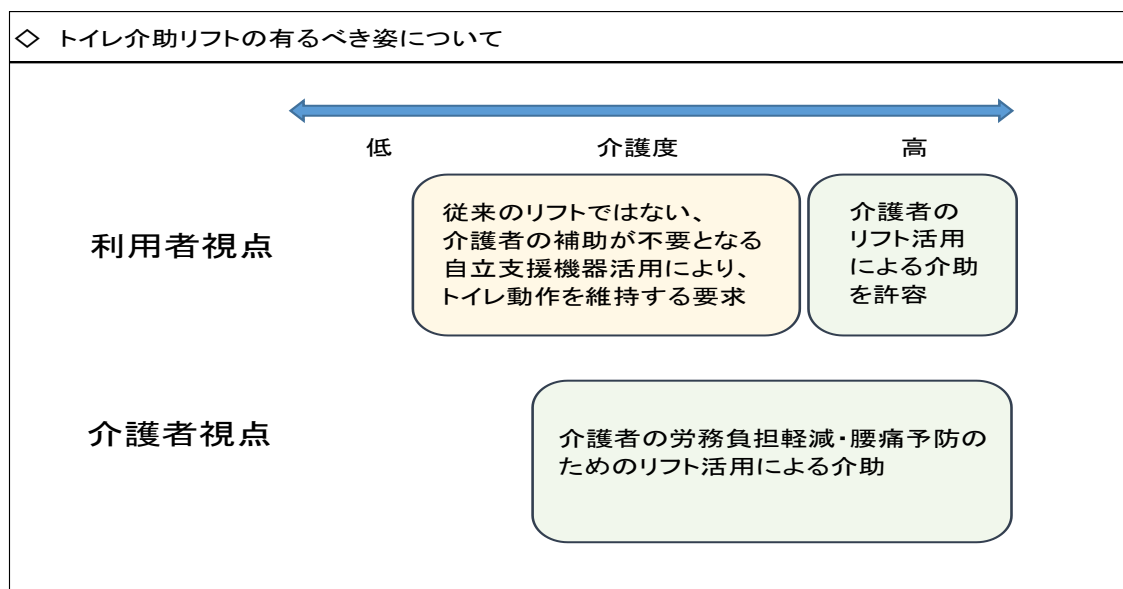 ◇ トイレ介助リフトの有るべき姿について
低 介護度 高
利用者視点
従来のリフトではない、
介護者の補助が不要となる
自立支援機器活用により、
トイレ動作を維持する要求
介護者の
リフト活用
による介助
を許容
介護者視点
介護者の労務負担軽減・腰痛予防の
ためのリフト活用による介助